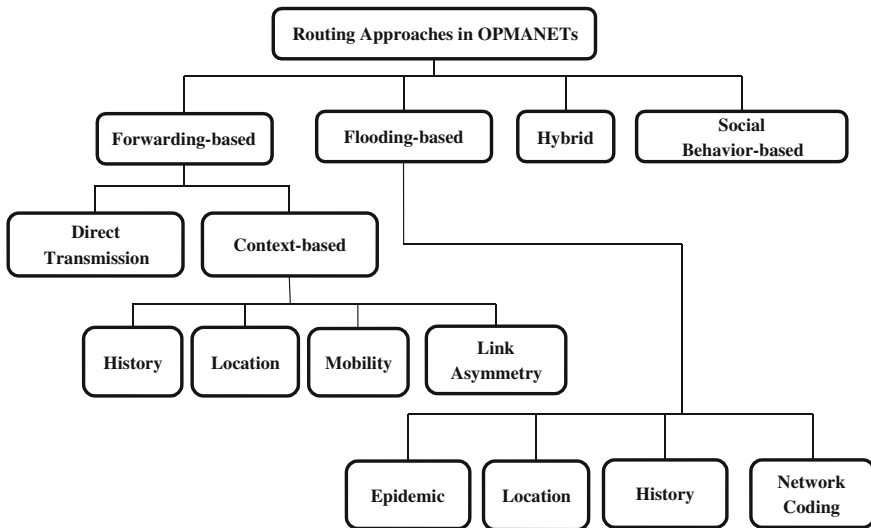 Routing Approaches in OPMANETs
Forwarding-based
Flooding-based
Hybrid
Social
Behavior-based
Direct
Transmission
Context-based
History
Location
Mobility
Link
Asymmetry
Epidemic
Location
History
Network
Coding